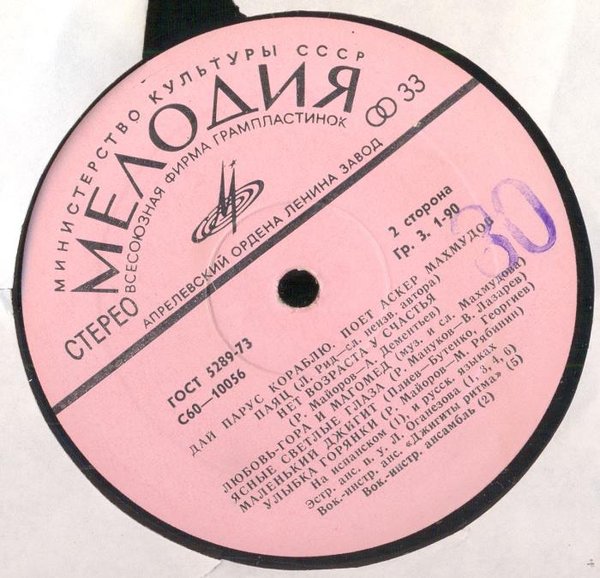 МИНИСТЕРСТВО КУЛЬТУРЫ СССР
МЕЛОДИЯ
ВСЕСОЮЗНАЯ ФИРМА ГРАМПЛАСТИНОК
33
СТЕРЕО
АПРЕЛЕВСКИЙ ОРДЕНА ЛЕНИНА ЗАВОД
ГОСТ 5289-73
С60—10056
2 сторона
Гр. 3. 1-90
30
ДАЙ ПАРУС КОРАБЛЮ. ПОЕТ АСКЕР МАХМУДОВ
ПАЯЦ (Л. Рид—сл. неизв. автора)
НЕТ ВОЗРАСТА У СЧАСТЬЯ
(Р. Майоров—А. Дементьев)
ЛЮБОВЬ-ГОРА И МАГОМЕД (муз. и сл. Махмудова)
ЯСНЫЕ СВЕТЛЫЕ ГЛАЗА (Р. Мануков—В. Лазарев)
МАЛЕНЬКИЙ ДЖИГИТ (Плиев—Бутенко, Георгиев)
УЛЫБКА ГОРЯНКИ (Р. Майоров—М. Рябинин)
На испанском (1) и русск. языках
Эстр. анс. п. у. Л. Оганезова (1, 3, 4, 6)
Вок.-инстр. анс. «Джигиты ритма» (5)
Вок.-инстр. ансамбль (2)